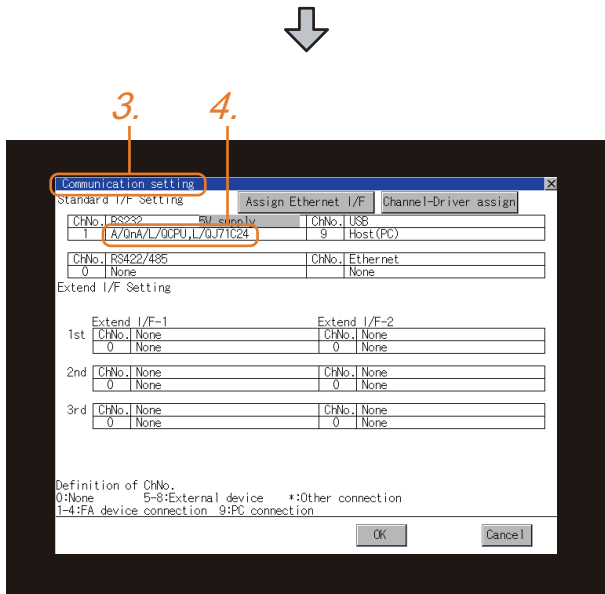 3. 4.
Communication setting ×
Standard I/F Setting Assign Ethernet I/F Channel-Driver assign
ChNo. RS232 5V supply ChNo. USB
1 A/QnA/L/QCPU,L/QJ71C24 9 Host(PC)
ChNo. RS422/485 ChNo. Ethernet
0 None None
Extend I/F Setting
Extend I/F-1 Extend I/F-2
1st ChNo. None ChNo. None
0 None 0 None
2nd ChNo. None ChNo. None
0 None 0 None
3rd ChNo. None ChNo. None
0 None 0 None
Definition of ChNo.
0:None 5-8:External device *:Other connection
1-4:FA device connection 9:PC connection
OK Cancel